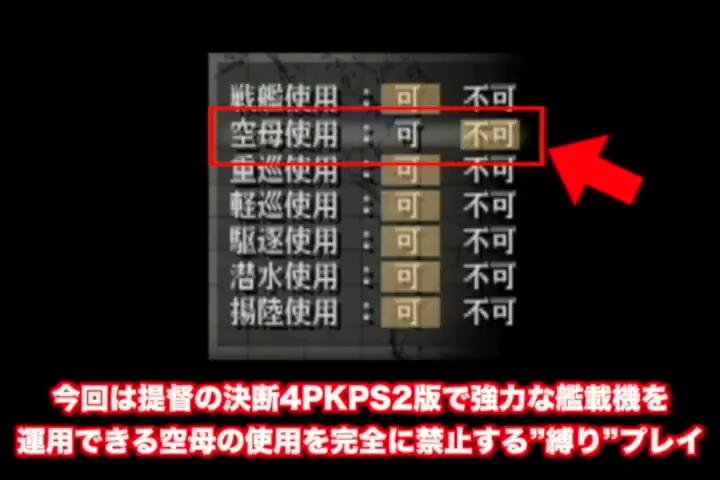 戦艦使用 : 可 不可
空母使用 : 可 不可
重巡使用 : 可 不可
軽巡使用 : 可 不可
駆逐使用 : 可 不可
潜水使用 : 可 不可
揚陸使用 : 可 不可
今回は提督の決断4PKPS2版で強力な艦載機を
運用できる空母の使用を完全に禁止する”縛り”プレイ